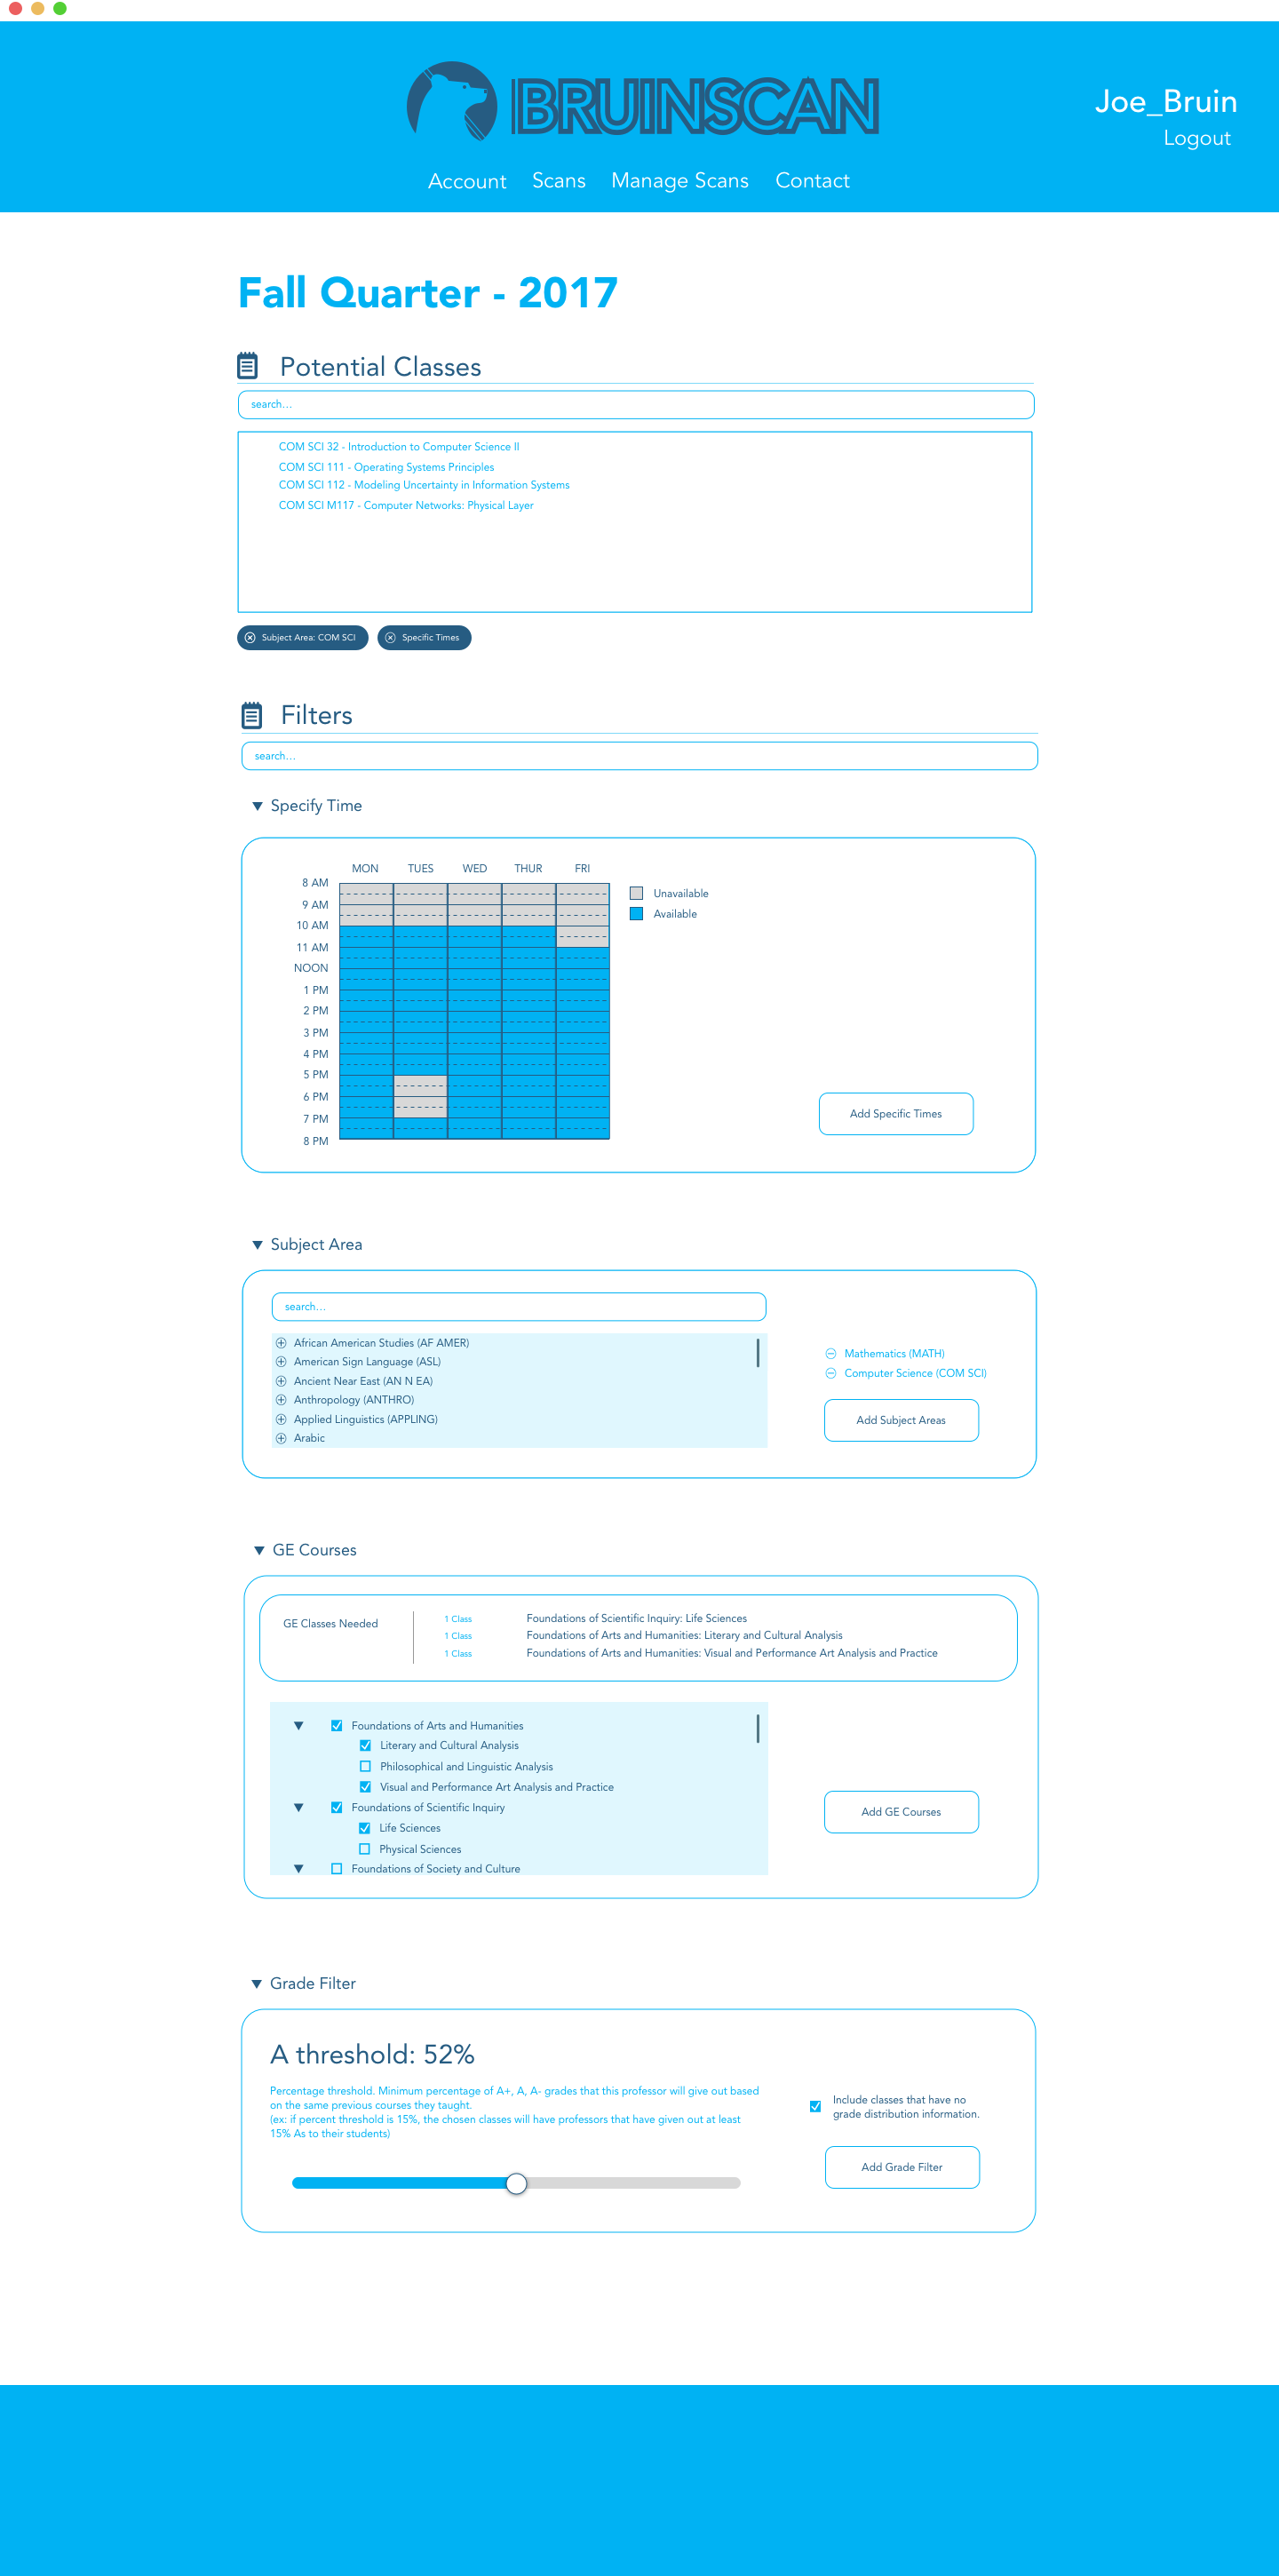 BRUINSCAN
Joe_Bruin
Logout
Account Scans Manage Scans Contact
Fall Quarter - 2017
Potential Classes
search...
COM SCI 32 - Introduction to Computer Science II
COM SCI 111 - Operating Systems Principles
COM SCI 112 - Modeling Uncertainty in Information Systems
COM SCI M117 - Computer Networks: Physical Layer
Subject Area: COM SCI Specific Times
Filters
search...
Specify Time
MON TUES WED THUR FRI
8 AM
9 AM
10 AM
11 AM
NOON
1 PM
2 PM
3 PM
4 PM
5 PM
6 PM
7 PM
8 PM
Unavailable
Available
Add Specific Times
Subject Area
search...
African American Studies (AF AMER)
American Sign Language (ASL)
Ancient Near East (AN N EA)
Anthropology (ANTHRO)
Applied Linguistics (APPLING)
Arabic
Mathematics (MATH)
Computer Science (COM SCI)
Add Subject Areas
GE Courses
GE Classes Needed
1 Class Foundations of Scientific Inquiry: Life Sciences
1 Class Foundations of Arts and Humanities: Literary and Cultural Analysis
1 Class Foundations of Arts and Humanities: Visual and Performance Art Analysis and Practice
Foundations of Arts and Humanities
Literary and Cultural Analysis
Philosophical and Linguistic Analysis
Visual and Performance Art Analysis and Practice
Foundations of Scientific Inquiry
Life Sciences
Physical Sciences
Foundations of Society and Culture
Add GE Courses
Grade Filter
A threshold: 52%
Percentage threshold. Minimum percentage of A+, A, A- grades that this professor will give out based
on the same previous courses they taught.
(ex: if percent threshold is 15%, the chosen classes will have professors that have given out at least
15% As to their students)
Include classes that have no
grade distribution information.
Add Grade Filter